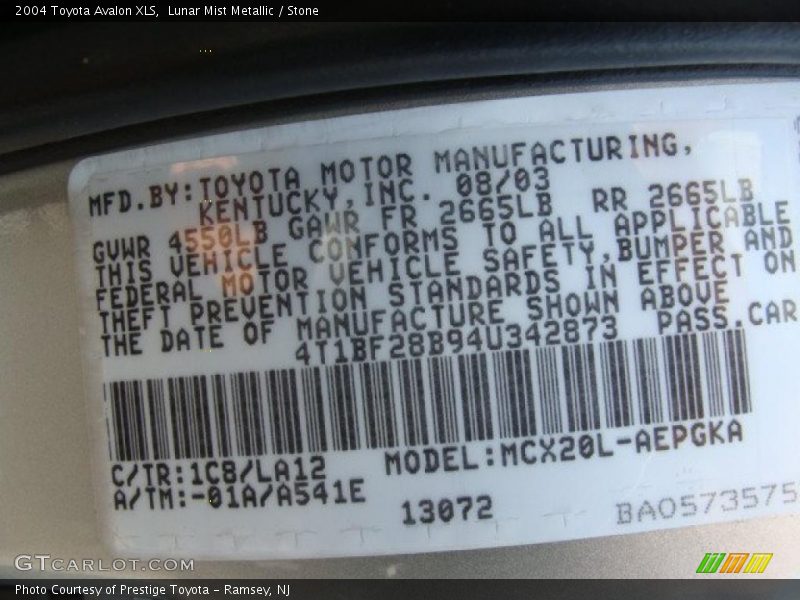 2004 Toyota Avalon XLS,  Lunar Mist Metallic / Stone
MFD.BY:TOYOTA MOTOR MANUFACTURING,
KENTUCKY,INC. 08/03
GVWR 4550LB GAWR FR 2665LB RR 2665LB
THIS VEHICLE CONFORMS TO ALL APPLICABLE
FEDERAL MOTOR VEHICLE SAFETY,BUMPER AND
THEFT PREVENTION STANDARDS IN EFFECT ON
THE DATE OF MANUFACTURE SHOWN ABOVE
4T1BF28B94U342873 PASS.CAR
C/TR:1C8/LA12 MODEL:MCX20L-AEPGKA
A/TM:-01A/A541E
13072 BA0573575
GTCARLOT.COM
Photo Courtesy of Prestige Toyota - Ramsey, NJ